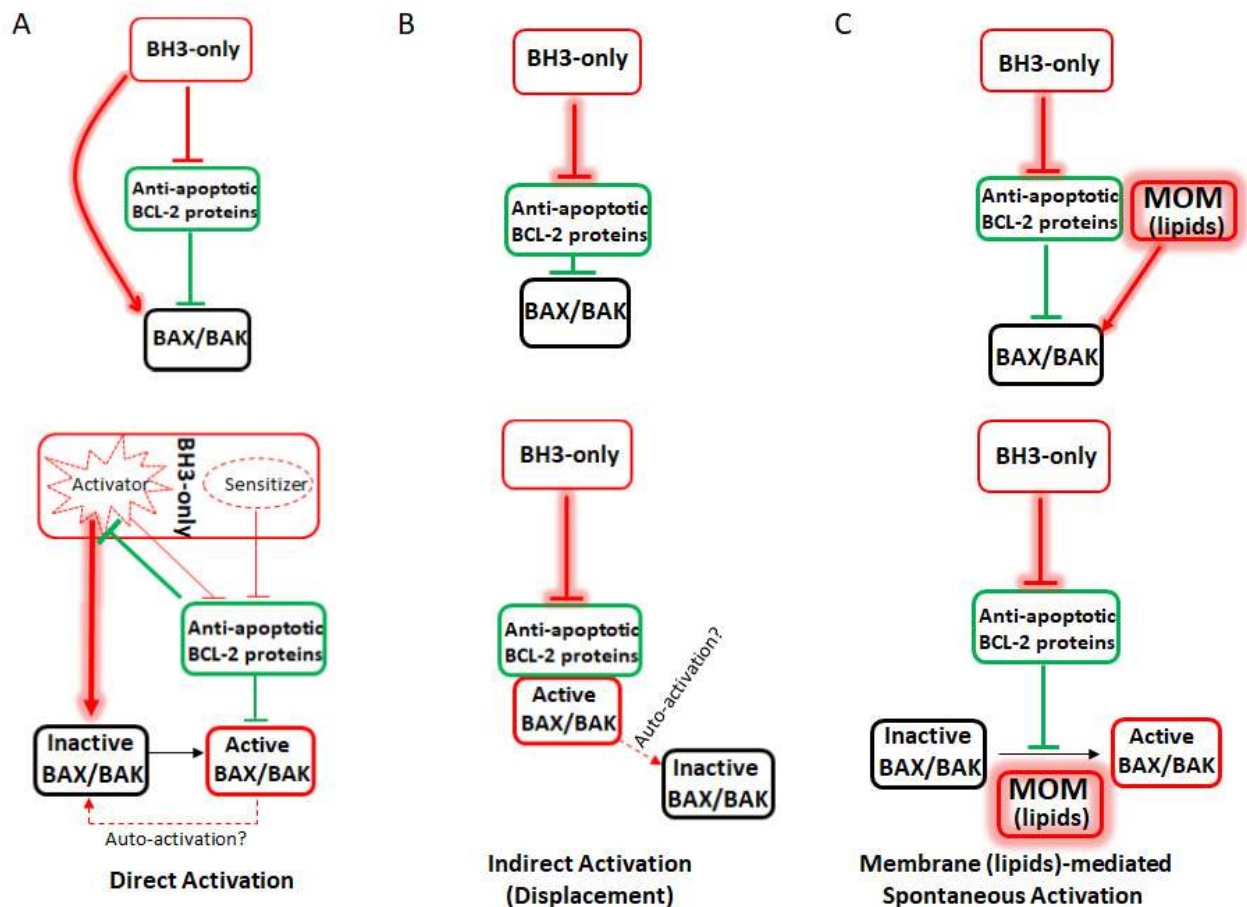 A
BH3-only
Anti-apoptotic
BCL-2 proteins
BAX/BAK
Activator
BH3-only
Sensitizer
Anti-apoptotic
BCL-2 proteins
Inactive
BAX/BAK
Active
BAX/BAK
Auto-activation?
Direct Activation
B
BH3-only
Anti-apoptotic
BCL-2 proteins
BAX/BAK
BH3-only
Anti-apoptotic
BCL-2 proteins
Active
BAX/BAK
Auto-activation?
Inactive
BAX/BAK
Indirect Activation
(Displacement)
C
BH3-only
Anti-apoptotic
BCL-2 proteins
MOM
(lipids)
BAX/BAK
BH3-only
Anti-apoptotic
BCL-2 proteins
Inactive
BAX/BAK
MOM
(lipids)
Active
BAX/BAK
Membrane (lipids)-mediated
Spontaneous Activation